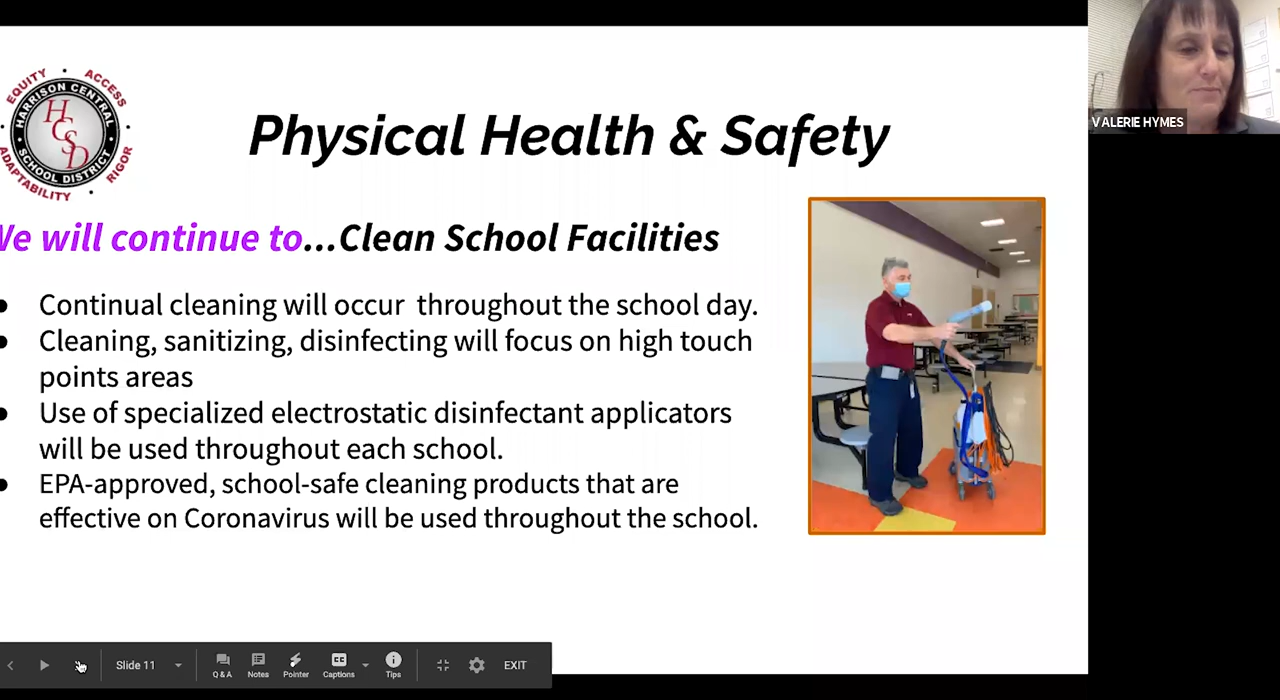 EQUITY • ACCESS
HARRISON CENTRAL
HCSD
SCHOOL DISTRICT
ADAPTABILITY • RIGOR
Physical Health & Safety
We will continue to...Clean School Facilities
● Continual cleaning will occur  throughout the school day.
● Cleaning, sanitizing, disinfecting will focus on high touch
points areas
● Use of specialized electrostatic disinfectant applicators
will be used throughout each school.
● EPA-approved, school-safe cleaning products that are
effective on Coronavirus will be used throughout the school.
VALERIE HYMES
Slide 11
Q & A Notes Pointer Captions Tips EXIT